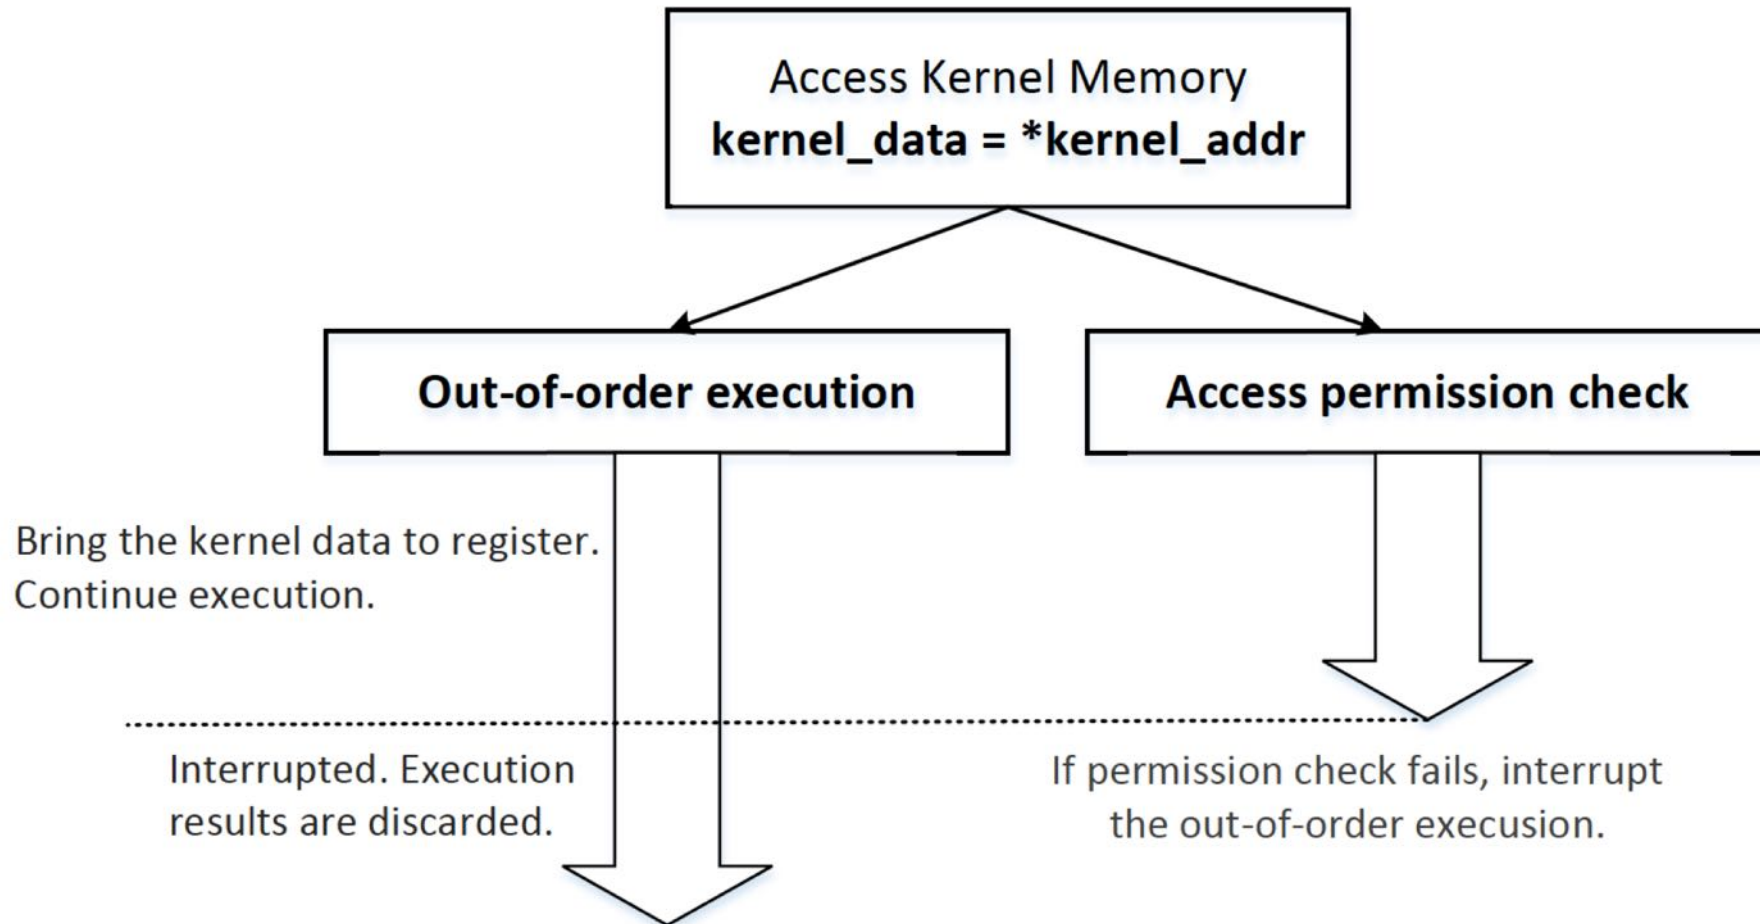 Access Kernel Memory
kernel_data = *kernel_addr
Out-of-order execution
Access permission check
Bring the kernel data to register.
Continue execution.
Interrupted. Execution
results are discarded.
If permission check fails, interrupt
the out-of-order execusion.